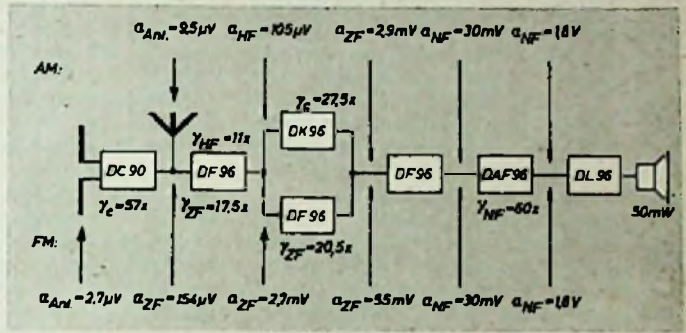 a_Ant.=9,5µV a_HF=105µV a_ZF=2,9mV a_NF=30mV a_NF=1,8V
AM:
γ_c=27,5x
DK96
γ_HF=11x
DC90 DF96 DF96 DAF96 DL96
γ_c=57x γ_ZF=17,5x DF96 γ_NF=60x 50mW
γ_ZF=20,5x
FM:
a_Ant=2,7µV a_ZF=154µV a_ZF=2,7mV a_ZF=55mV a_NF=30mV a_NF=1,8V